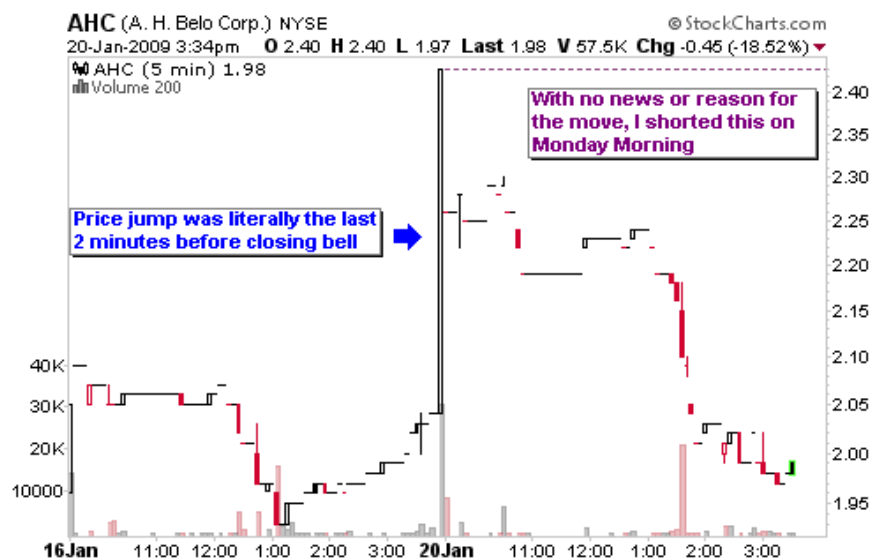 AHC (A. H. Belo Corp.) NYSE
© StockCharts.com
20-Jan-2009 3:34pm O 2.40 H 2.40 L 1.97 Last 1.98 V 57.5K Chg -0.45 (-18.52%)
AHC (5 min) 1.98
Volume 200
With no news or reason for
the move, I shorted this on
Monday Morning
Price jump was literally the last
2 minutes before closing bell
2.40
2.35
2.30
2.25
2.20
2.15
2.10
2.05
2.00
1.95
40K
30K
20K
10000
16Jan 11:00 12:00 1:00 2:00 3:00 20Jan 11:00 12:00 1:00 2:00 3:00